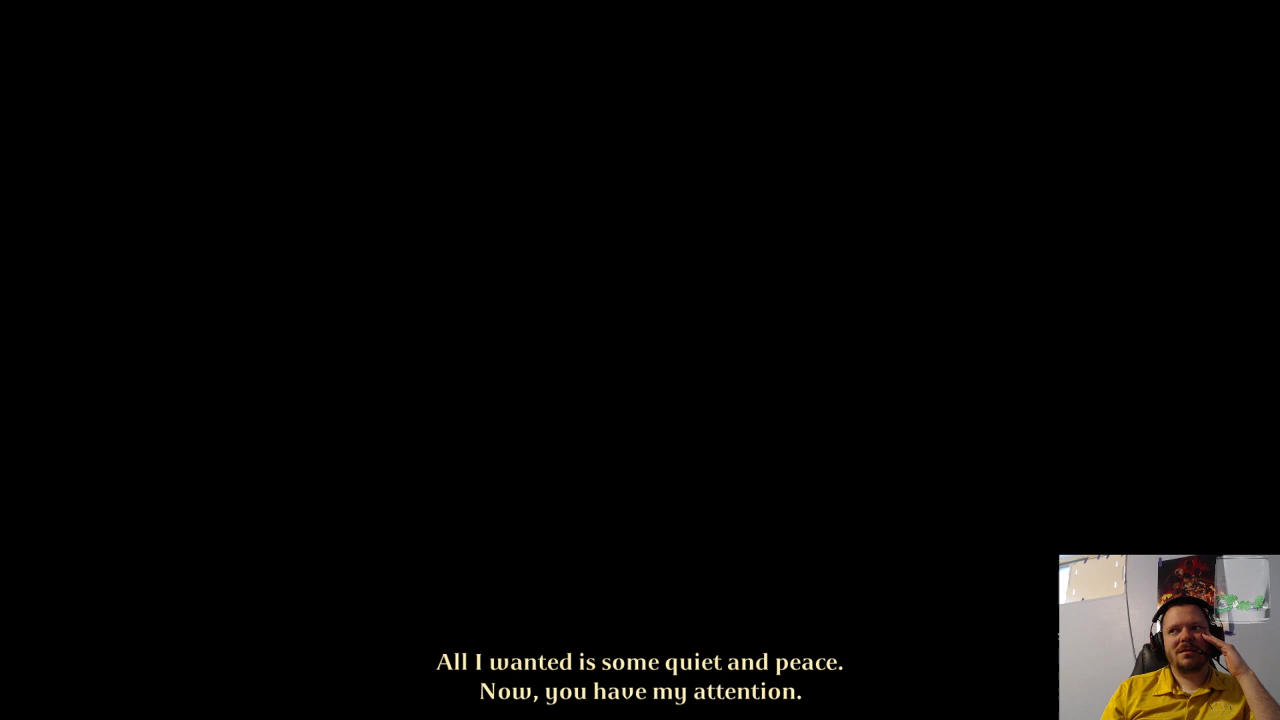 All I wanted is some quiet and peace.
Now, you have my attention.